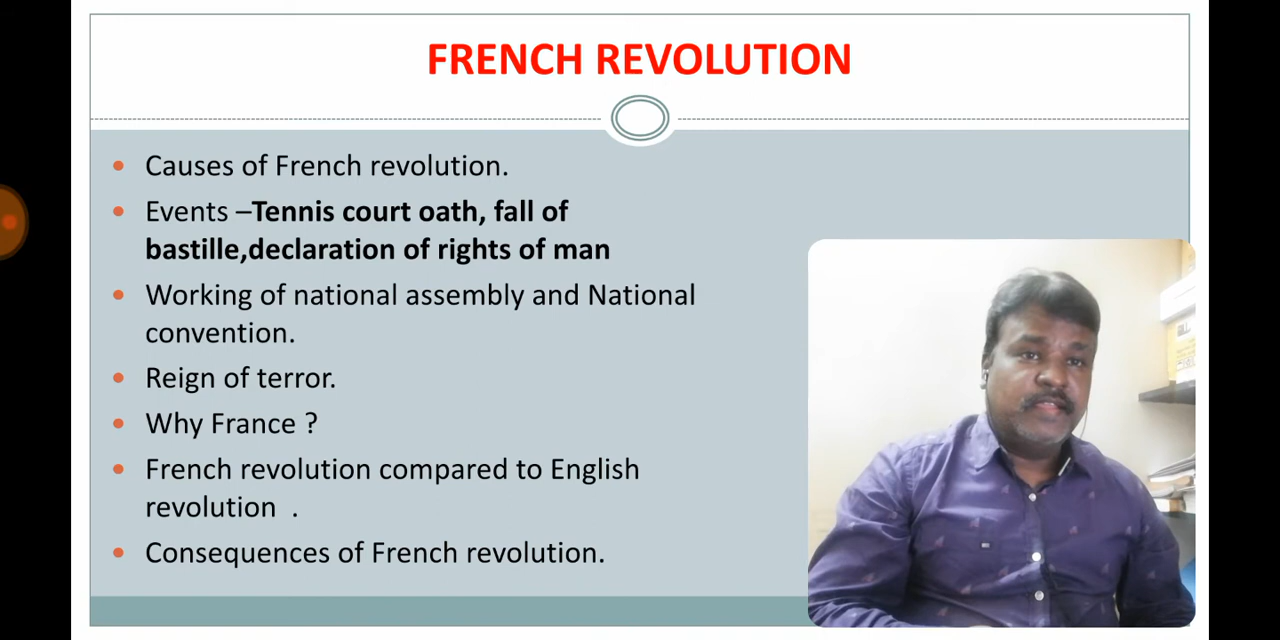 FRENCH REVOLUTION
Causes of French revolution.
Events –Tennis court oath, fall of
bastille,declaration of rights of man
Working of national assembly and National
convention.
Reign of terror.
Why France ?
French revolution compared to English
revolution .
Consequences of French revolution.